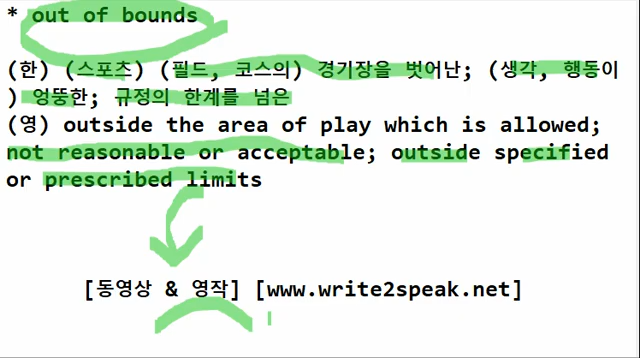 * out of bounds
(한) (스포츠) (필드, 코스의) 경기장을 벗어난; (생각, 행동이
) 엉뚱한; 규정의 한계를 넘은
(영) outside the area of play which is allowed;
not reasonable or acceptable; outside specified
or prescribed limits
[동영상 & 영작] [www.write2speak.net]